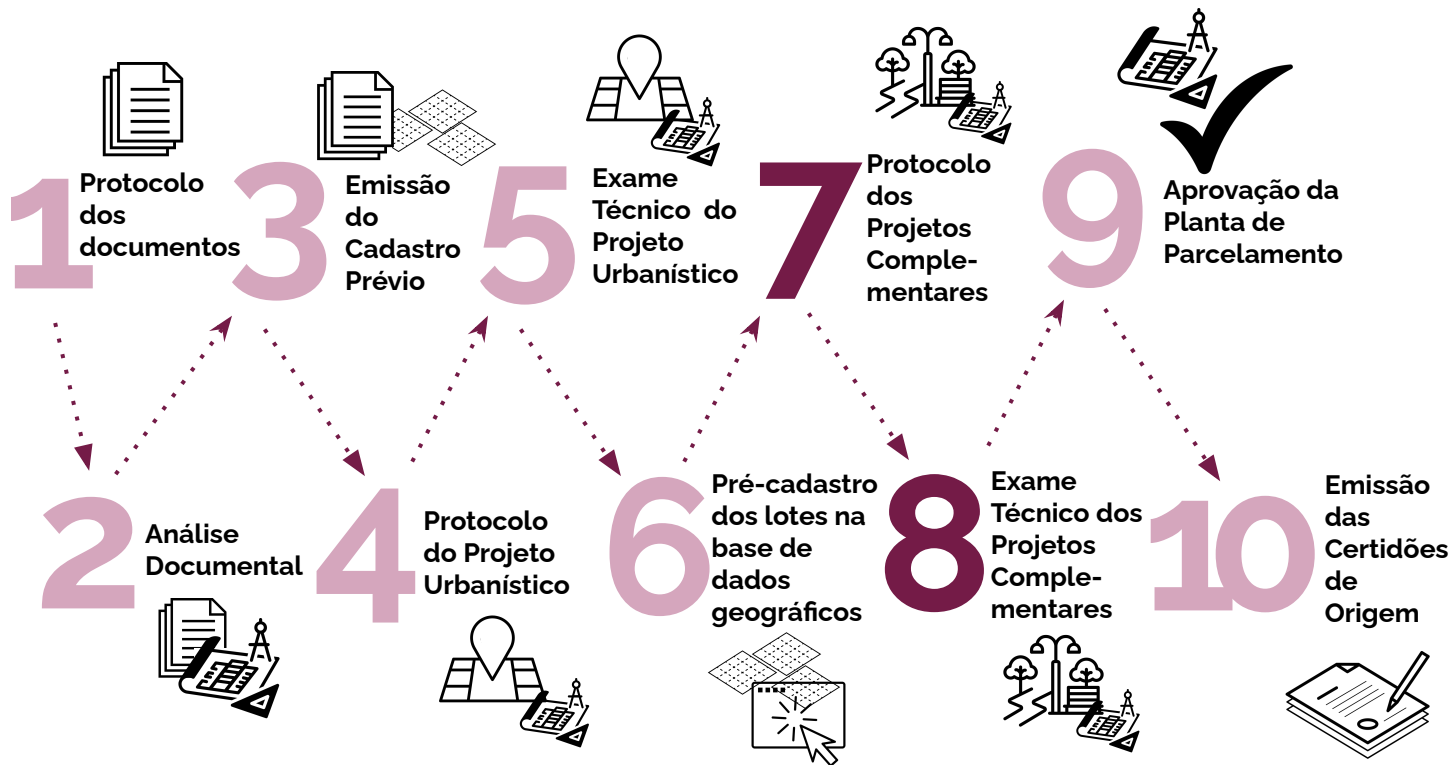 1
Protocolo
dos
documentos
2
Análise
Documental
3
Emissão
do
Cadastro
Prévio
4
Protocolo
do Projeto
Urbanístico
5
Exame
Técnico do
Projeto
Urbanístico
6
Pré-cadastro
dos lotes na
base de
dados
geográficos
7
Protocolo
dos
Projetos
Comple-
mentares
8
Exame
Técnico dos
Projetos
Comple-
mentares
9
Aprovação da
Planta de
Parcelamento
10
Emissão
das
Certidões
de
Origem